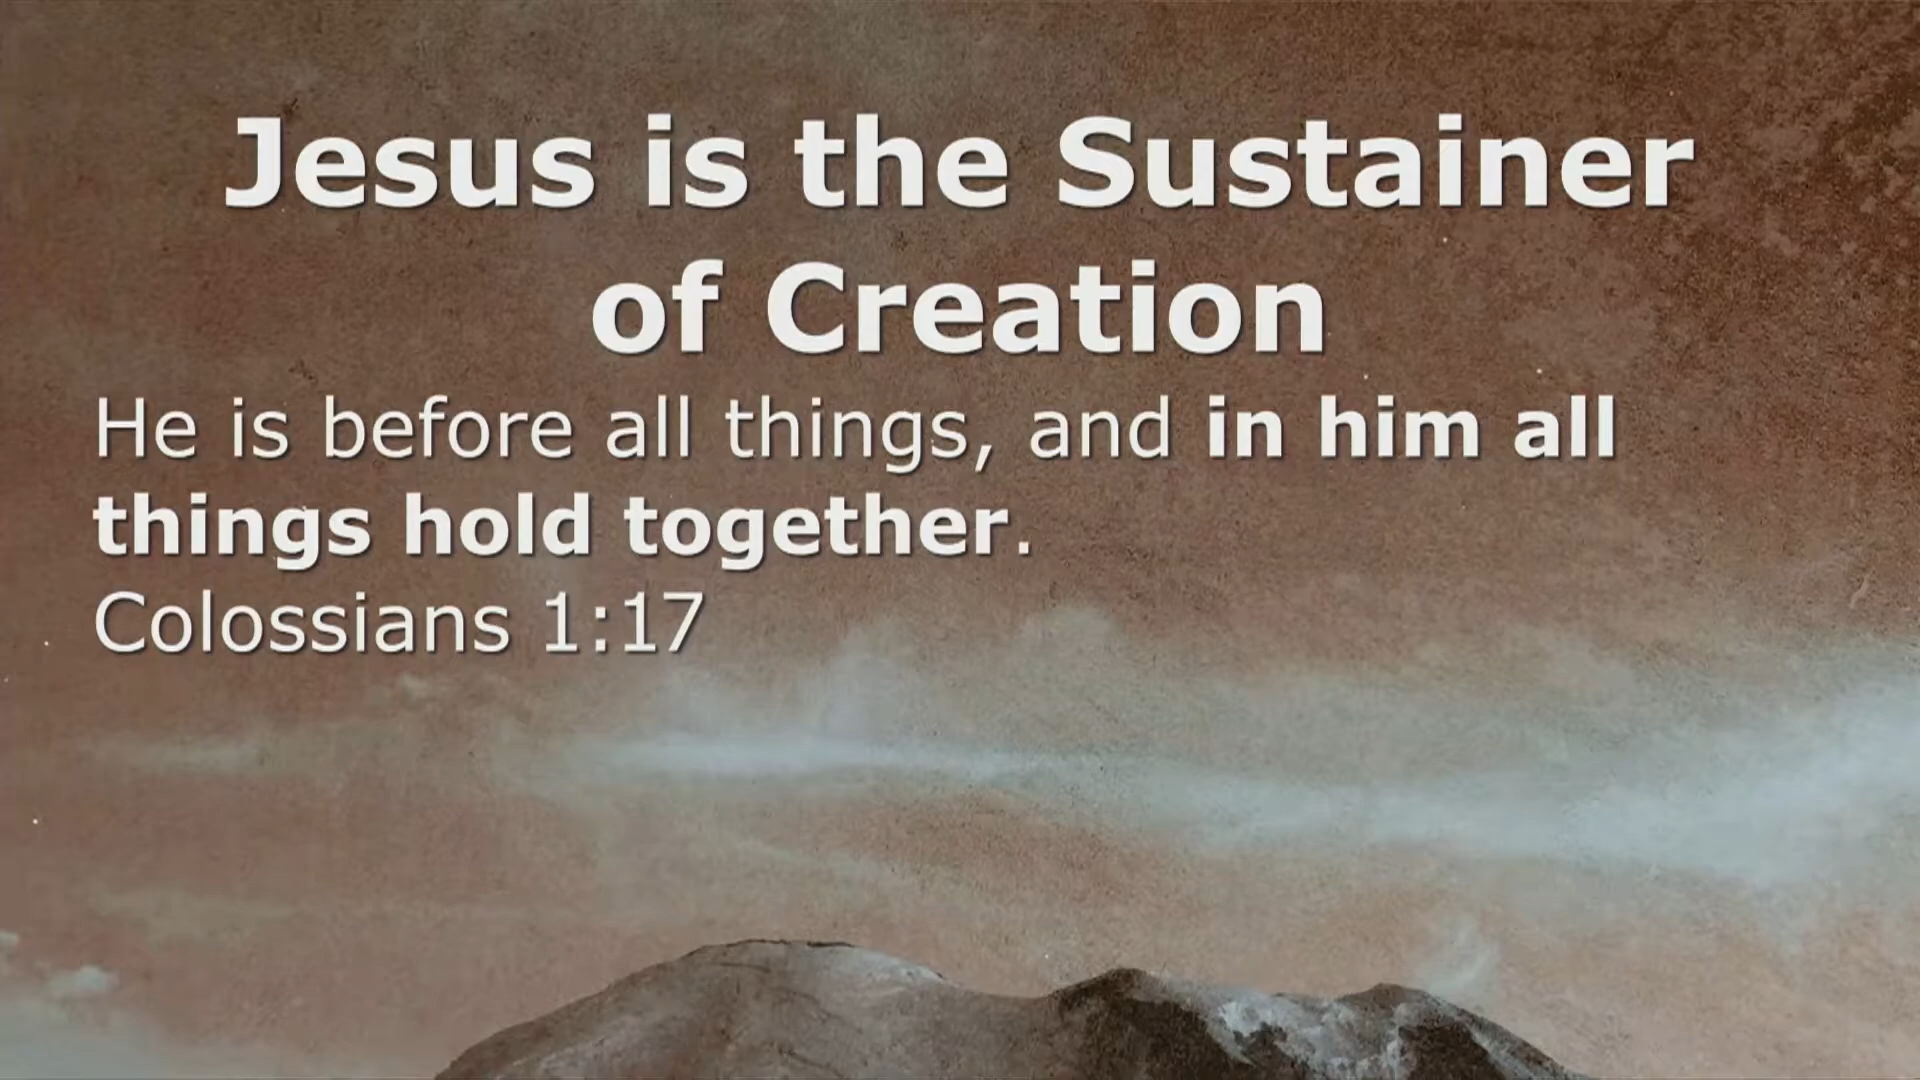 Jesus is the Sustainer
of Creation
He is before all things, and in him all
things hold together.
Colossians 1:17